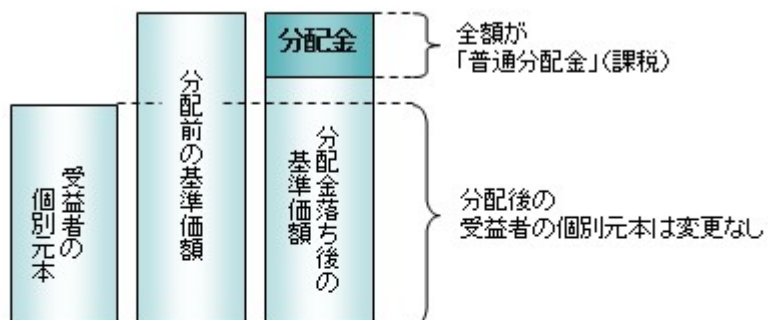 受益者の
個別元本
分配前の基準価額
分配金
分配金落ち後の
基準価額
全額が
「普通分配金」(課税)
分配後の
受益者の個別元本は変更なし